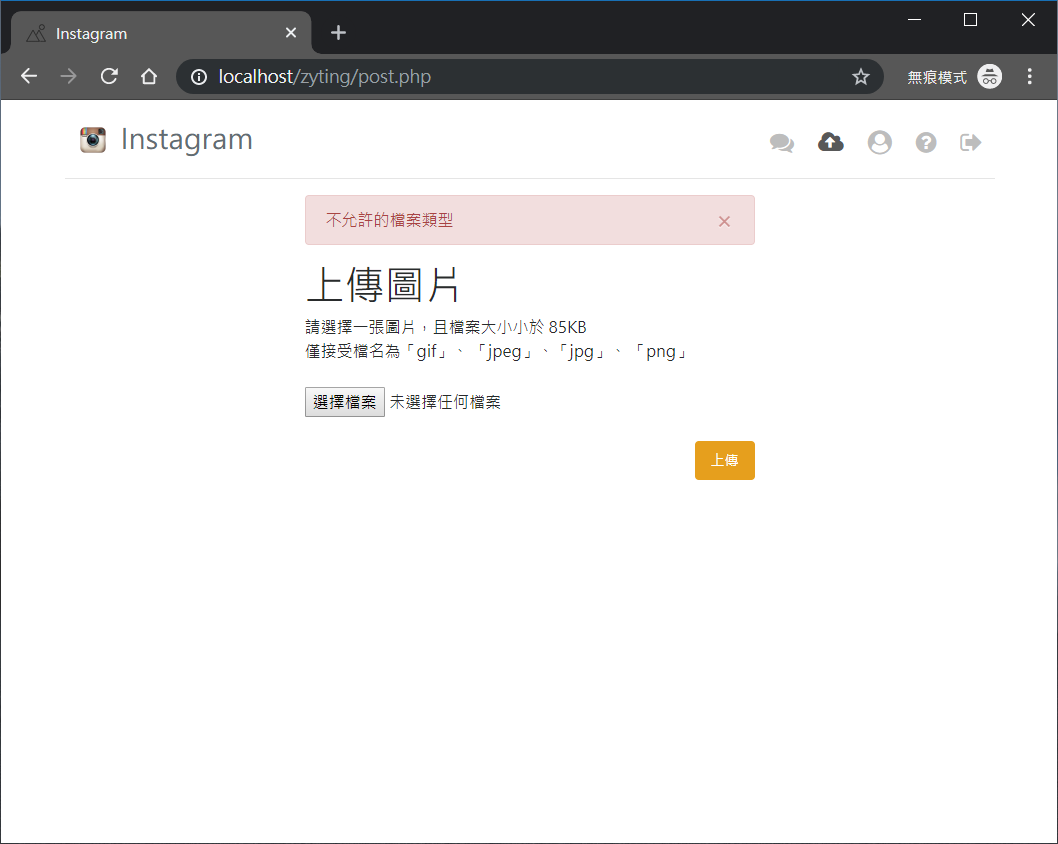 Instagram
localhost/zyting/post.php
無痕模式
Instagram
不允許的檔案類型
上傳圖片
請選擇一張圖片，且檔案大小小於 85KB
僅接受檔名為「gif」、「jpeg」、「jpg」、「png」
選擇檔案 未選擇任何檔案
上傳